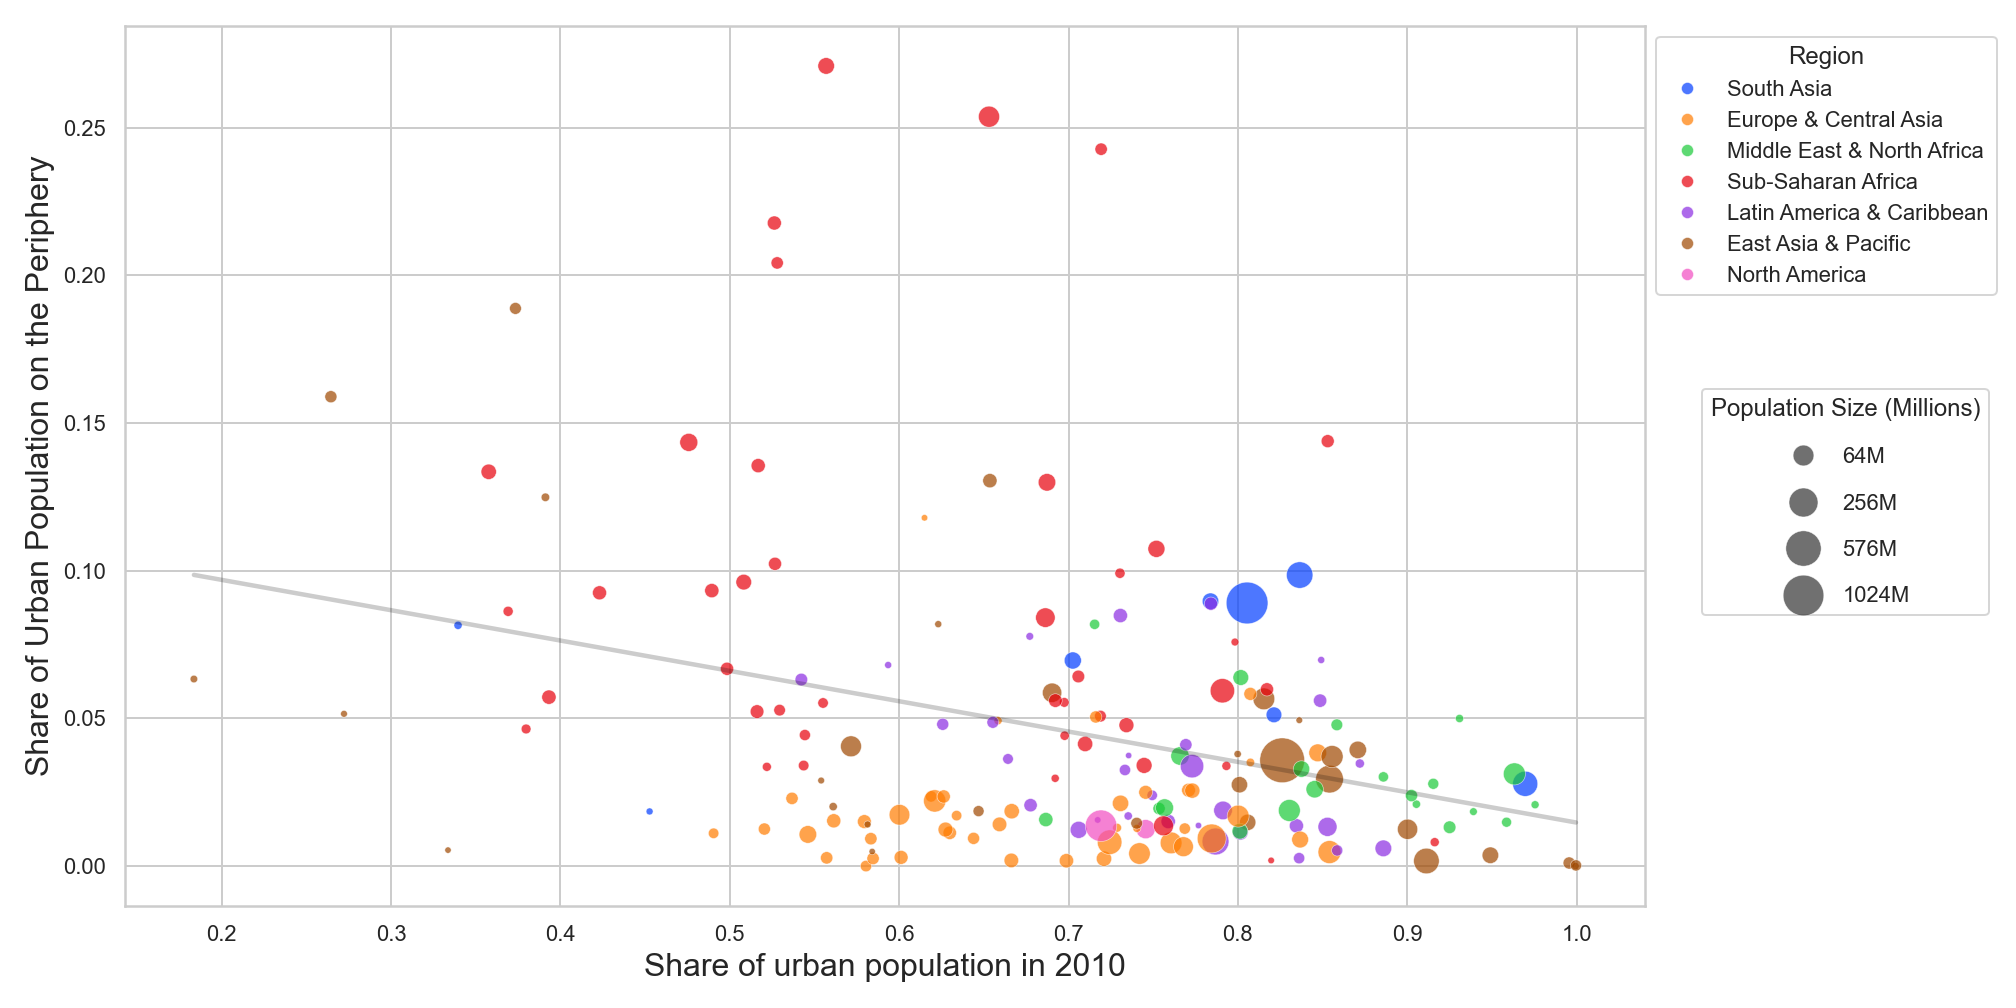 Region
South Asia
Europe & Central Asia
Middle East & North Africa
Sub-Saharan Africa
Latin America & Caribbean
East Asia & Pacific
North America
Population Size (Millions)
64M
256M
576M
1024M
Share of Urban Population on the Periphery
0.25
0.20
0.15
0.10
0.05
0.00
0.2 0.3 0.4 0.5 0.6 0.7 0.8 0.9 1.0
Share of urban population in 2010